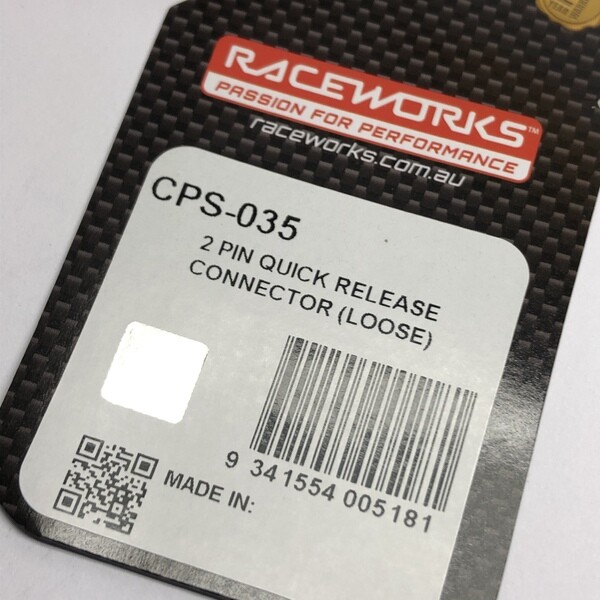 RACEWORKS™
PASSION FOR PERFORMANCE
raceworks.com.au
CPS-035
2 PIN QUICK RELEASE
CONNECTOR (LOOSE)
9 341554 005181
MADE IN: